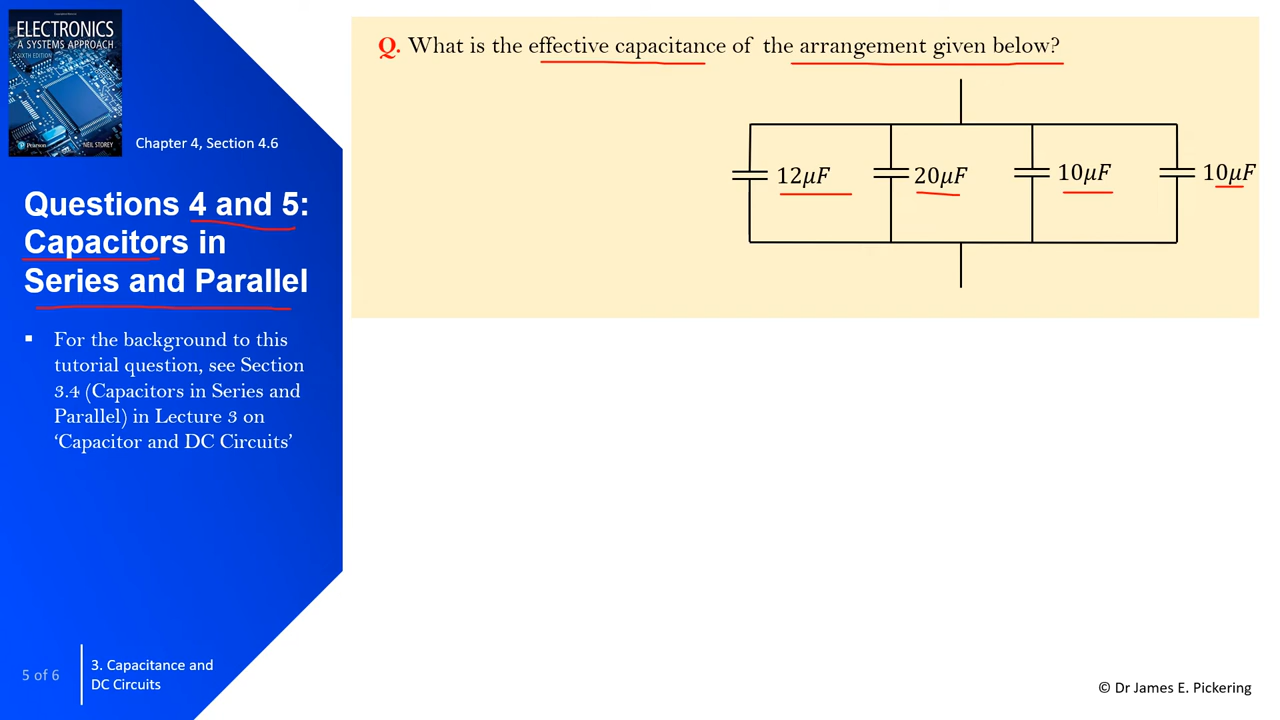 ELECTRONICS
A SYSTEMS APPROACH
SIXTH EDITION
Pearson
NEIL STOREY
Chapter 4, Section 4.6
Questions 4 and 5:
Capacitors in
Series and Parallel
▪ For the background to this
tutorial question, see Section
3.4 (Capacitors in Series and
Parallel) in Lecture 3 on
‘Capacitor and DC Circuits’
5 of 6
3. Capacitance and
DC Circuits
Q. What is the effective capacitance of the arrangement given below?
12μF
20μF
10μF
10μF
© Dr James E. Pickering